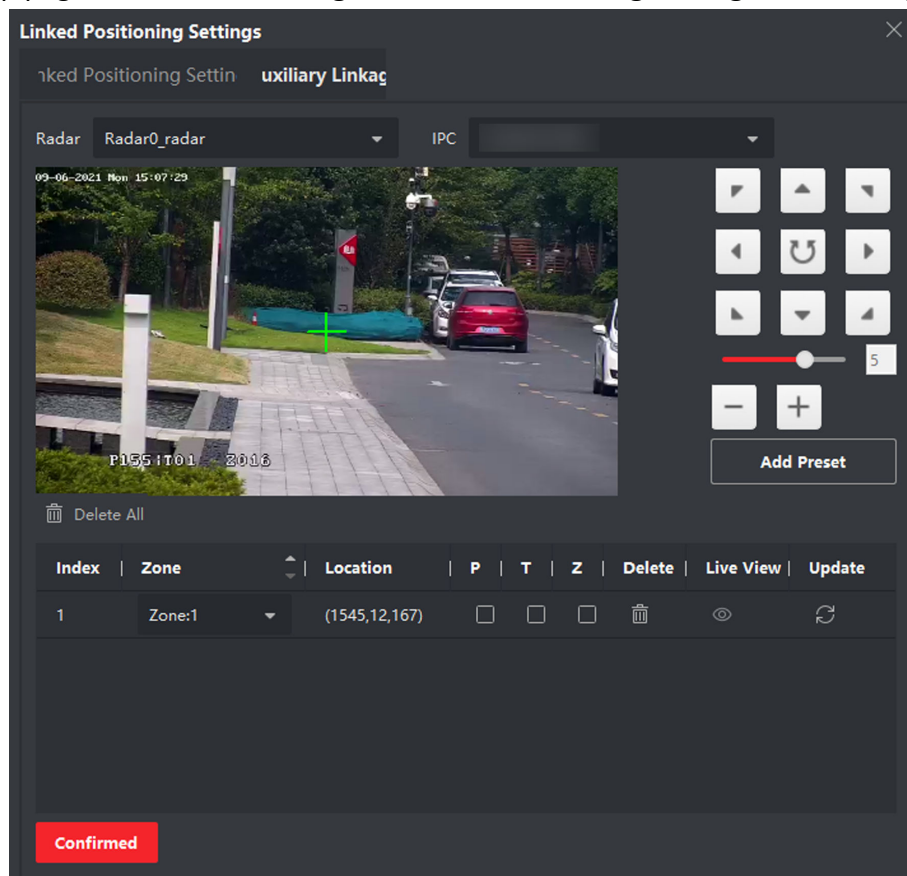 Linked Positioning Settings
nked Positioning Settin uxiliary Linkag
Radar Radar0_radar IPC
09-06-2021 Mon 15:07:29
P155:T01 Z016
5
Add Preset
Delete All
Index Zone Location P T Z Delete Live View Update
1 Zone:1 (1545,12,167)
Confirmed